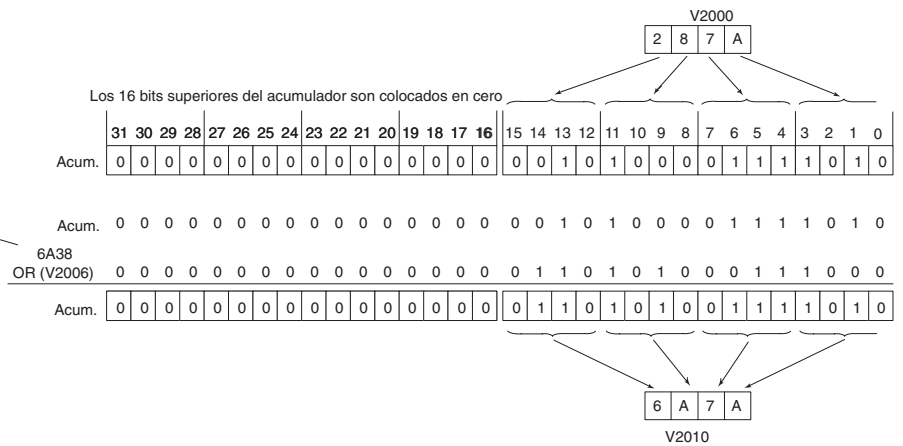 V2000
2 8 7 A
Los 16 bits superiores del acumulador son colocados en cero
31 30 29 28 27 26 25 24 23 22 21 20 19 18 17 16 15 14 13 12 11 10 9 8 7 6 5 4 3 2 1 0
Acum. 0 0 0 0 0 0 0 0 0 0 0 0 0 0 0 0 0 0 1 0 1 0 0 0 0 1 1 1 1 0 1 0
Acum. 0 0 0 0 0 0 0 0 0 0 0 0 0 0 0 0 0 0 1 0 1 0 0 0 0 1 1 1 1 0 1 0
6A38
OR (V2006) 0 0 0 0 0 0 0 0 0 0 0 0 0 0 0 0 0 1 1 0 1 0 1 0 0 0 1 1 1 0 0 0
Acum. 0 0 0 0 0 0 0 0 0 0 0 0 0 0 0 0 0 1 1 0 1 0 1 0 0 1 1 1 1 0 1 0
6 A 7 A
V2010